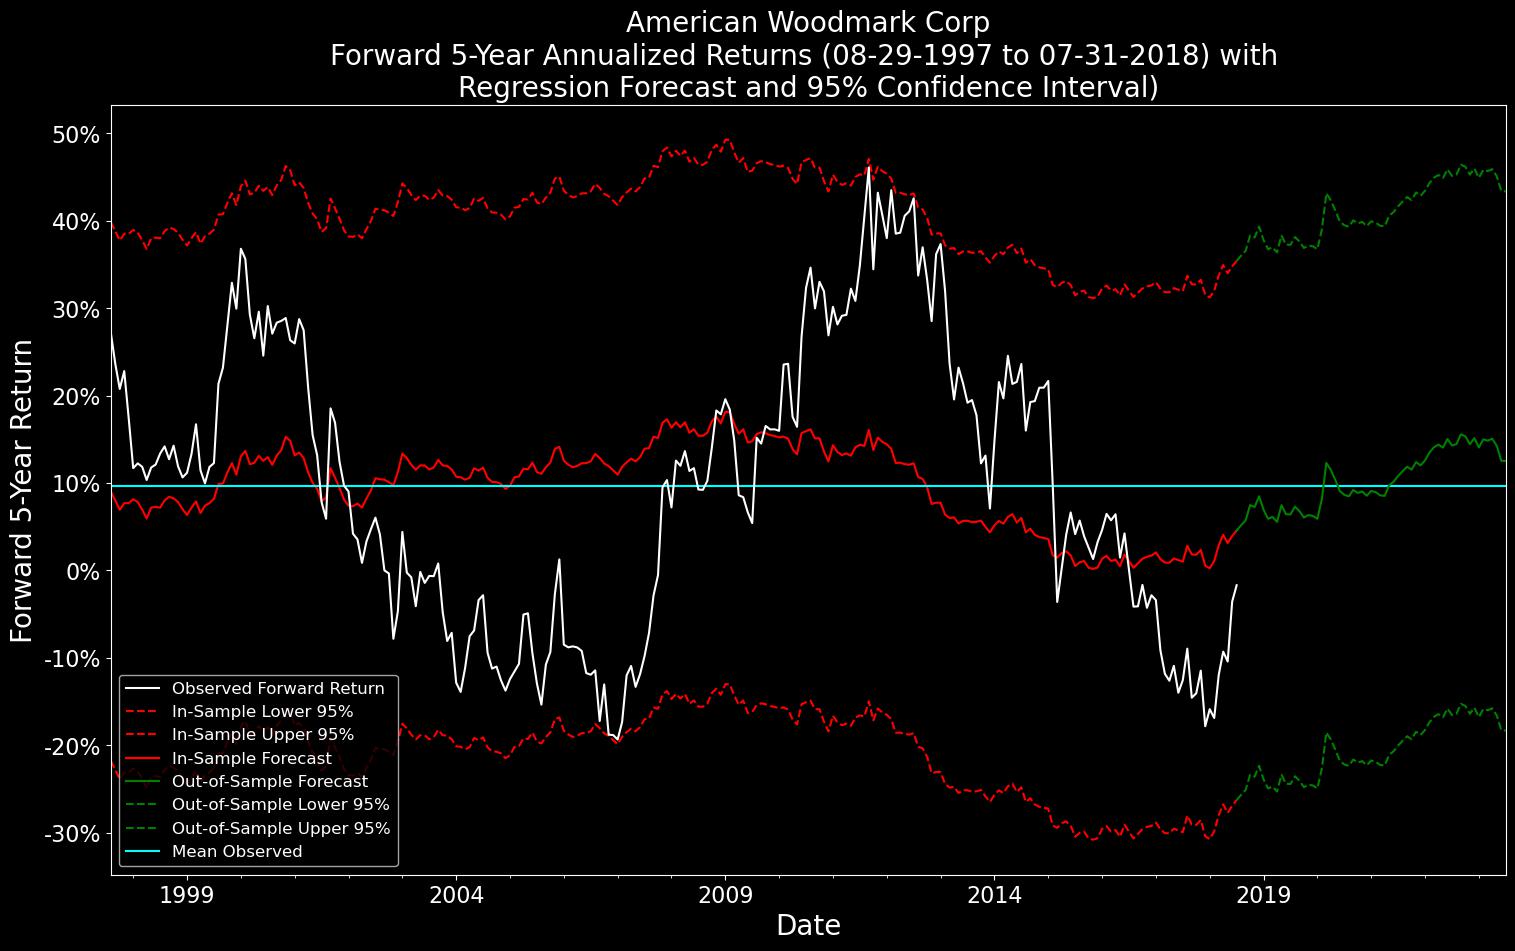 American Woodmark Corp
Forward 5-Year Annualized Returns (08-29-1997 to 07-31-2018) with
Regression Forecast and 95% Confidence Interval)
Forward 5-Year Return
50%
40%
30%
20%
10%
0%
-10%
-20%
-30%
Observed Forward Return
In-Sample Lower 95%
In-Sample Upper 95%
In-Sample Forecast
Out-of-Sample Forecast
Out-of-Sample Lower 95%
Out-of-Sample Upper 95%
Mean Observed
1999
2004
2009
2014
2019
Date